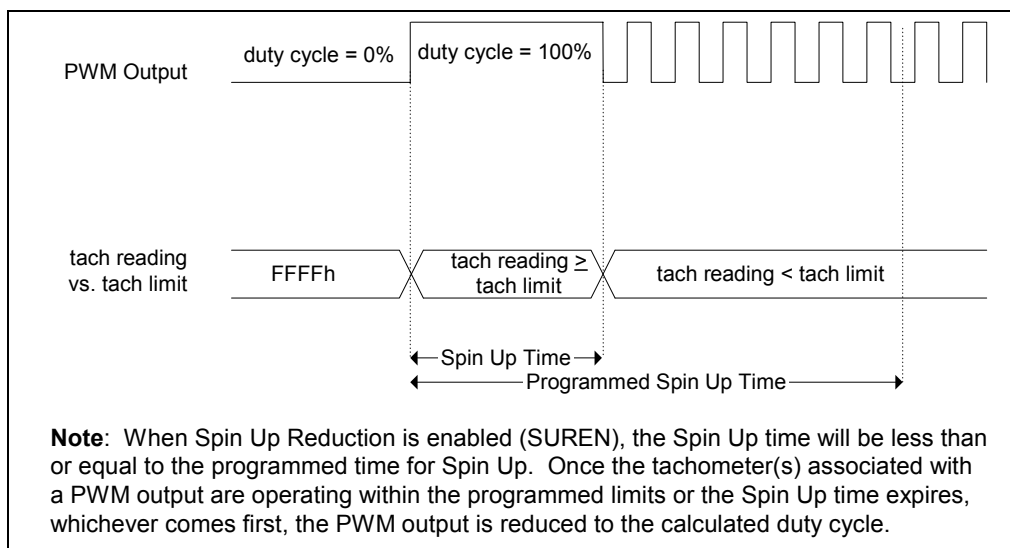 duty cycle = 0%
duty cycle = 100%
PWM Output
tach reading
vs. tach limit
FFFFh
tach reading ≥
tach limit
tach reading < tach limit
Spin Up Time
Programmed Spin Up Time
Note: When Spin Up Reduction is enabled (SUREN), the Spin Up time will be less than
or equal to the programmed time for Spin Up. Once the tachometer(s) associated with
a PWM output are operating within the programmed limits or the Spin Up time expires,
whichever comes first, the PWM output is reduced to the calculated duty cycle.